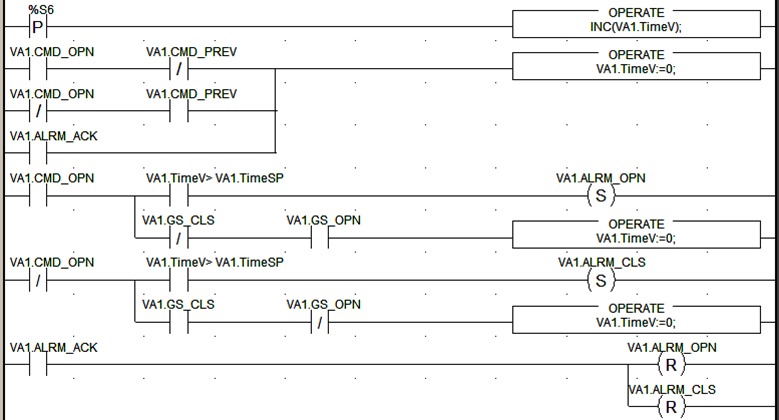 %S6
P
OPERATE
INC(VA1.TimeV);
VA1.CMD_OPN VA1.CMD_PREV
/
OPERATE
VA1.TimeV:=0;
VA1.CMD_OPN VA1.CMD_PREV
/
VA1.ALRM_ACK
VA1.CMD_OPN VA1.TimeV> VA1.TimeSP VA1.ALRM_OPN
S
VA1.GS_CLS VA1.GS_OPN
/
OPERATE
VA1.TimeV:=0;
VA1.CMD_OPN VA1.TimeV> VA1.TimeSP VA1.ALRM_CLS
/ S
VA1.GS_CLS VA1.GS_OPN
/
OPERATE
VA1.TimeV:=0;
VA1.ALRM_ACK VA1.ALRM_OPN
R
VA1.ALRM_CLS
R